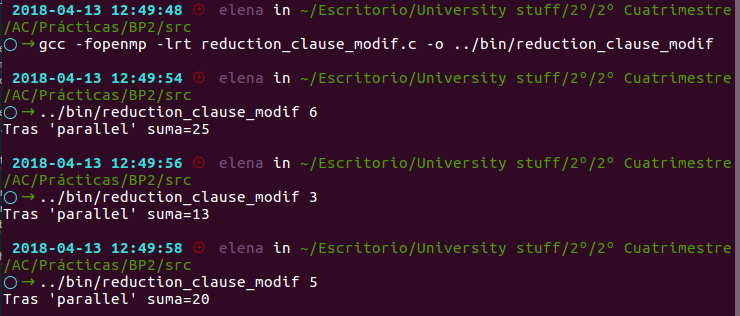 2018-04-13 12:49:48 elena in ~/Escritorio/University stuff/2º/2º Cuatrimestre
/AC/Prácticas/BP2/src
○ → gcc -fopenmp -lrt reduction_clause_modif.c -o ../bin/reduction_clause_modif
2018-04-13 12:49:54 elena in ~/Escritorio/University stuff/2º/2º Cuatrimestre
/AC/Prácticas/BP2/src
○ → ../bin/reduction_clause_modif 6
Tras 'parallel' suma=25
2018-04-13 12:49:56 elena in ~/Escritorio/University stuff/2º/2º Cuatrimestre
/AC/Prácticas/BP2/src
○ → ../bin/reduction_clause_modif 3
Tras 'parallel' suma=13
2018-04-13 12:49:58 elena in ~/Escritorio/University stuff/2º/2º Cuatrimestre
/AC/Prácticas/BP2/src
○ → ../bin/reduction_clause_modif 5
Tras 'parallel' suma=20